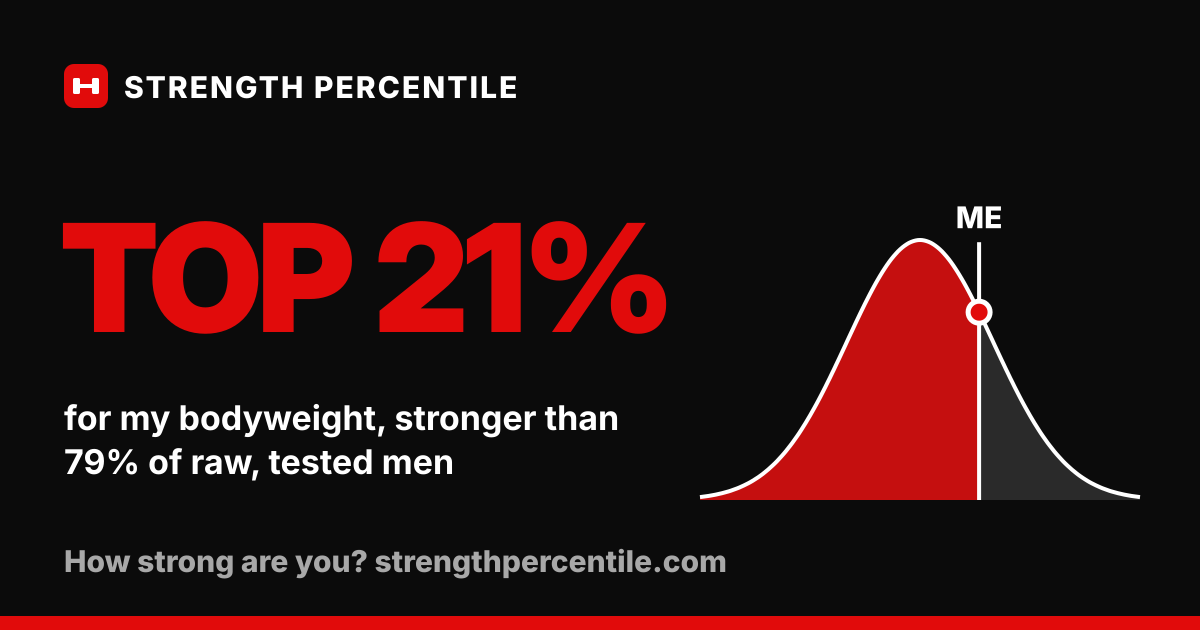 STRENGTH PERCENTILE
TOP 21%
ME
for my bodyweight, stronger than
79% of raw, tested men
How strong are you? strengthpercentile.com